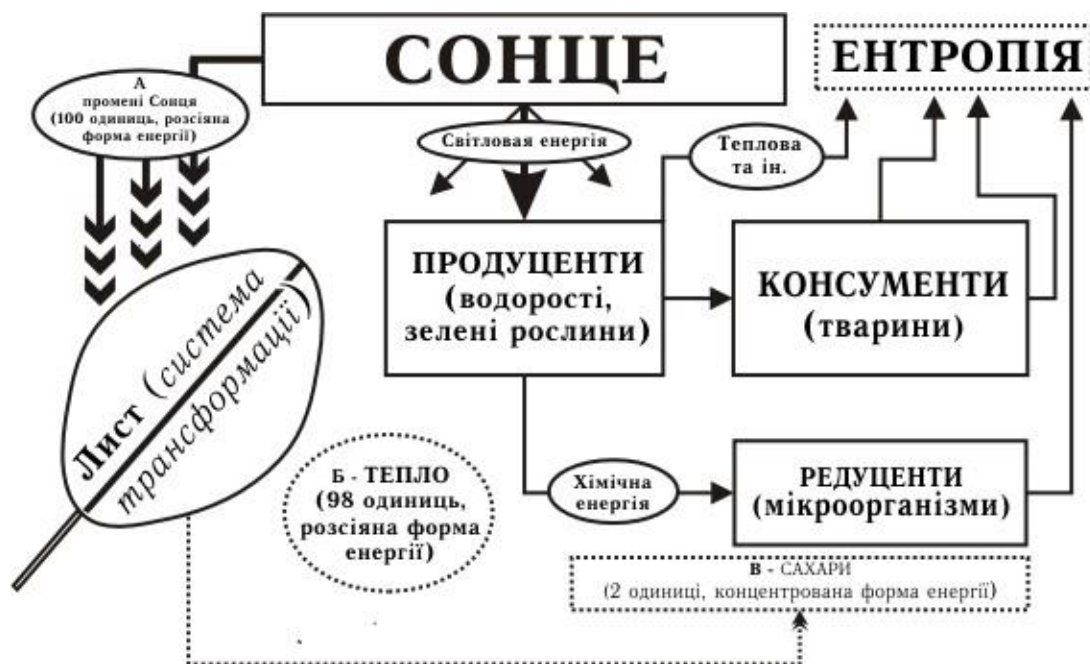 СОНЦЕ
ЕНТРОПІЯ
А
промені Сонця
(100 одиниць, розсіяна
форма енергії)
Світловая енергія
Теплова
та ін.
ПРОДУЦЕНТИ
(водорості,
зелені рослини)
КОНСУМЕНТИ
(тварини)
Лист (система
трансформації)
Б - ТЕПЛО
(98 одиниць,
розсіяна форма
енергії)
Хімічна
енергія
РЕДУЦЕНТИ
(мікроорганізми)
В - САХАРИ
(2 одиниці, концентрована форма енергії)